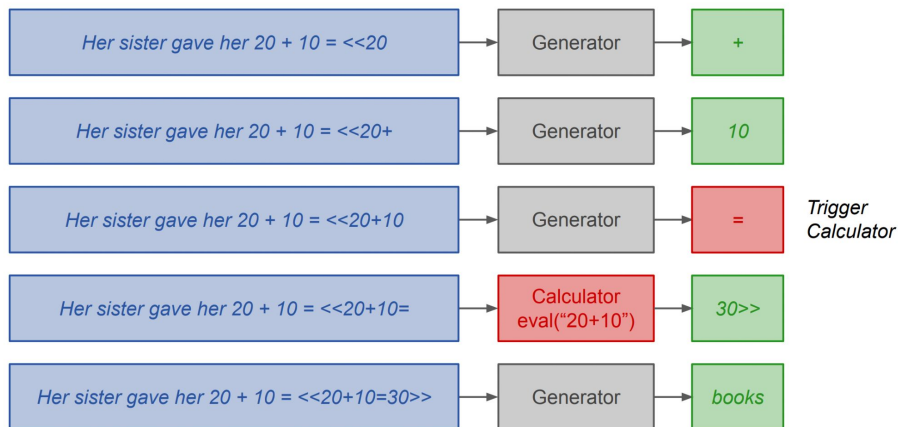 Her sister gave her 20 + 10 = <<20
Generator
+
Her sister gave her 20 + 10 = <<20+
Generator
10
Her sister gave her 20 + 10 = <<20+10
Generator
=
Trigger
Calculator
Her sister gave her 20 + 10 = <<20+10=
Calculator
eval(“20+10”)
30>>
Her sister gave her 20 + 10 = <<20+10=30>>
Generator
books